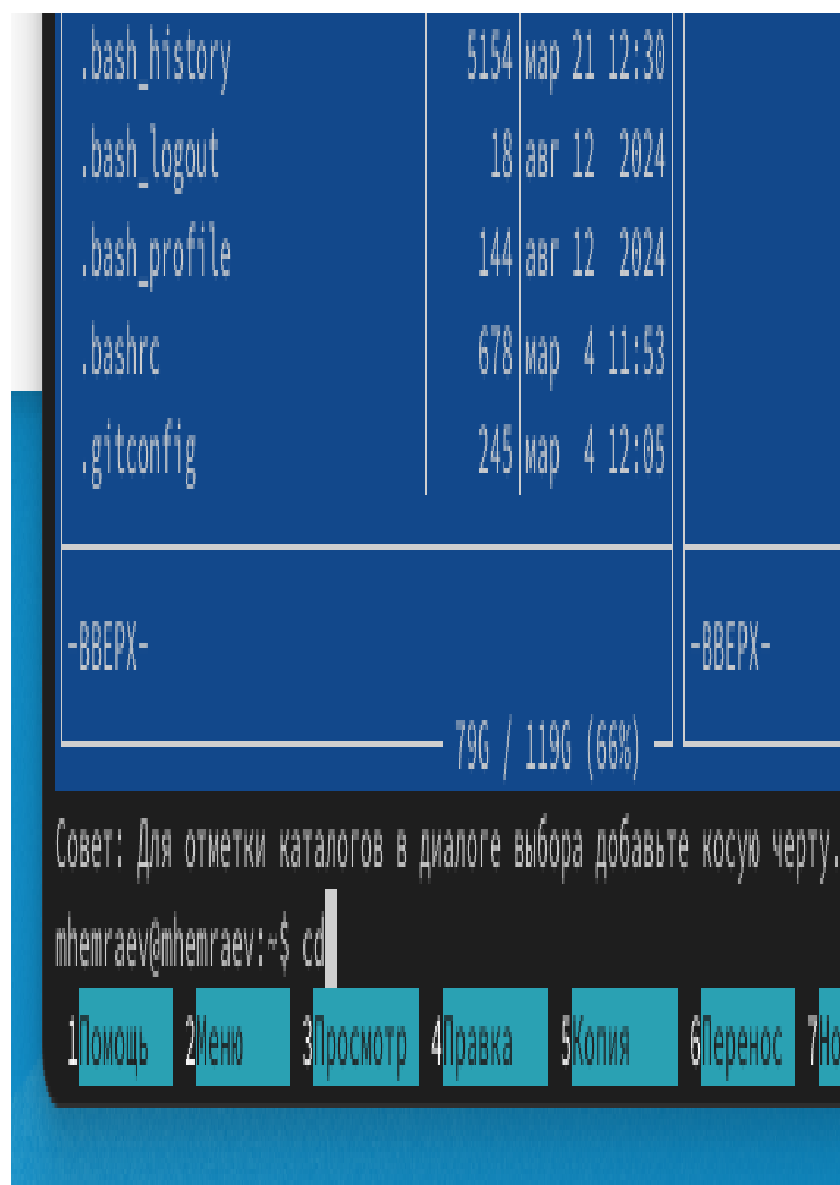 .bash_history 5154 мар 21 12:30
.bash_logout 18 авг 12 2024
.bash_profile 144 авг 12 2024
.bashrc 678 мар 4 11:53
.gitconfig 245 мар 4 12:05
-ВВЕРХ- -ВВЕРХ-
79G / 119G (66%)
Совет: Для отметки каталогов в диалоге выбора добавьте косую черту.
mhemraev@mhemraev:~$ cd
1Помощь 2Меню 3Просмотр 4Правка 5Копия 6Перенос 7Но